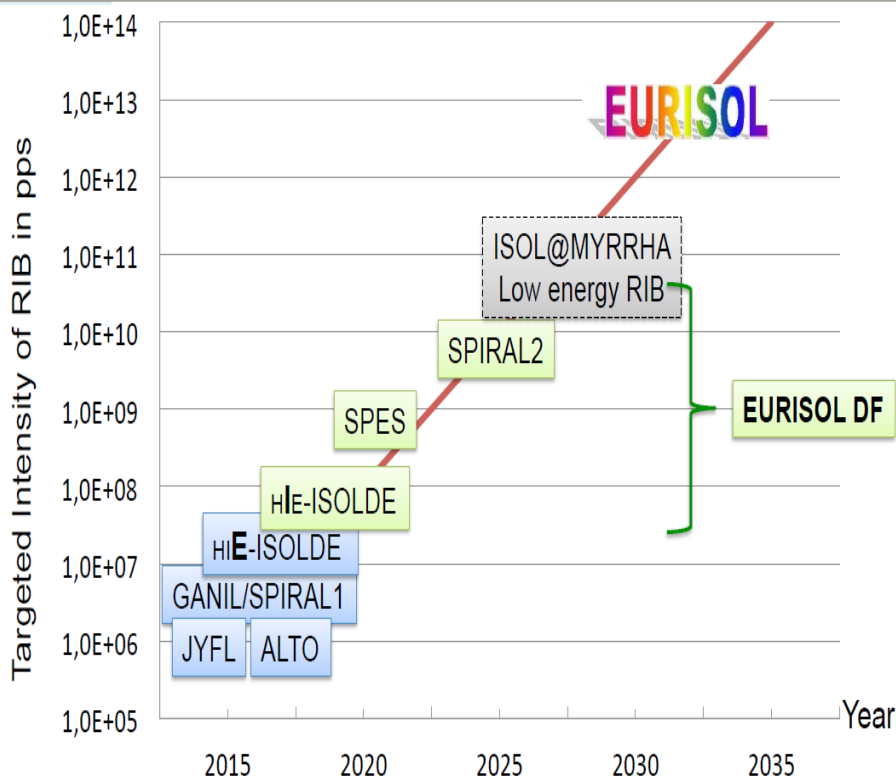 Targeted Intensity of RIB in pps
1,0E+14
1,0E+13
1,0E+12
1,0E+11
1,0E+10
1,0E+09
1,0E+08
1,0E+07
1,0E+06
1,0E+05
EURISOL
ISOL@MYRRHA
Low energy RIB
SPIRAL2
EURISOL DF
SPES
HIE-ISOLDE
HIE-ISOLDE
GANIL/SPIRAL1
JYFL
ALTO
Year
2015 2020 2025 2030 2035